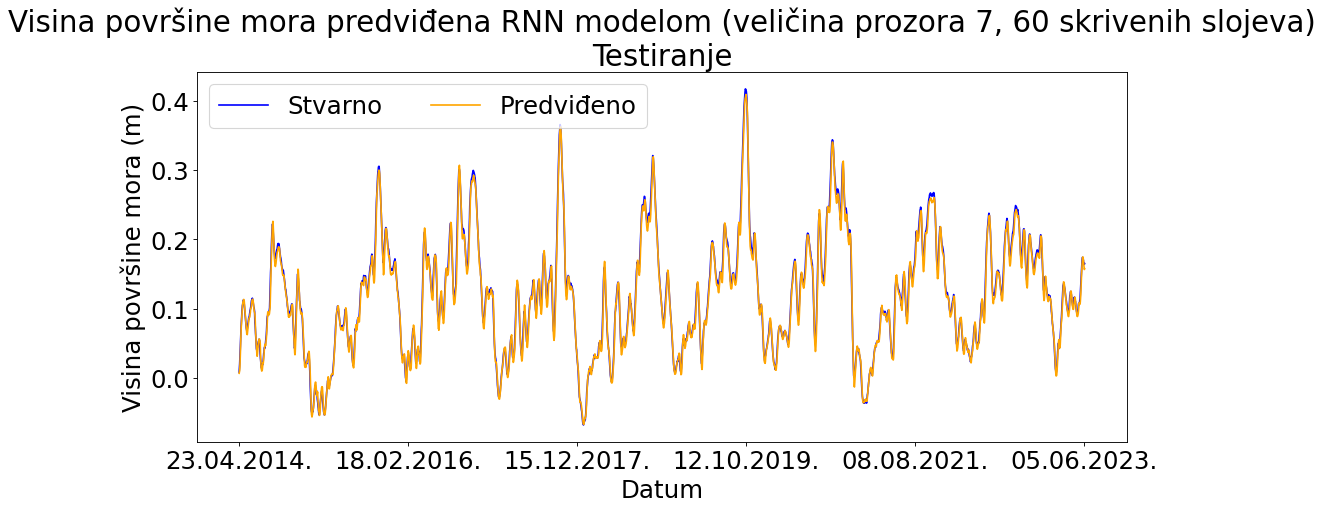 Visina površine mora predviđena RNN modelom (veličina prozora 7, 60 skrivenih slojeva)
Testiranje
Stvarno Predviđeno
Visina površine mora (m)
0.4
0.3
0.2
0.1
0.0
23.04.2014. 18.02.2016. 15.12.2017. 12.10.2019. 08.08.2021. 05.06.2023.
Datum